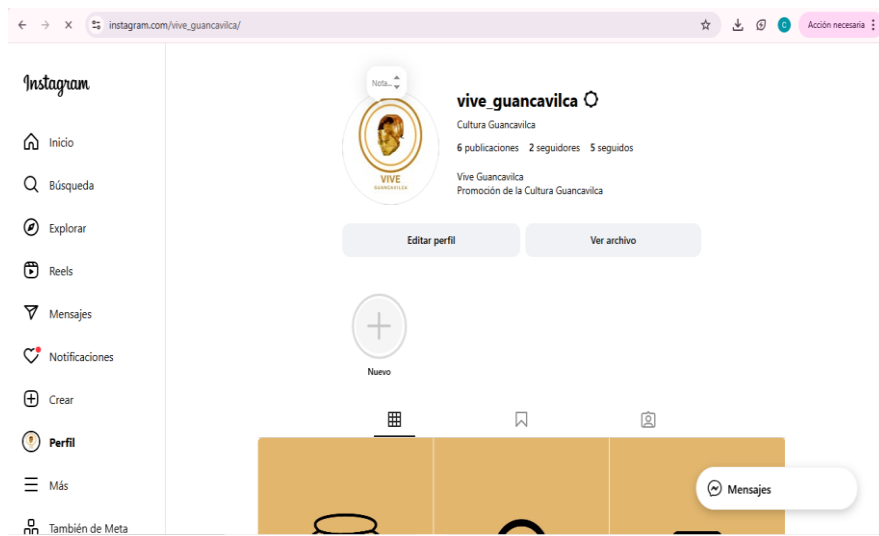 instagram.com/vive_guancavilca/
Acción necesaria
C
Instagram
Inicio
Búsqueda
Explorar
Reels
Mensajes
Notificaciones
Crear
Perfil
Más
También de Meta
Nota...
VIVE
GUANCAVILCA
vive_guancavilca
Cultura Guancavilca
6 publicaciones 2 seguidores 5 seguidos
Vive Guancavilca
Promoción de la Cultura Guancavilca
Editar perfil
Ver archivo
Nuevo
Mensajes